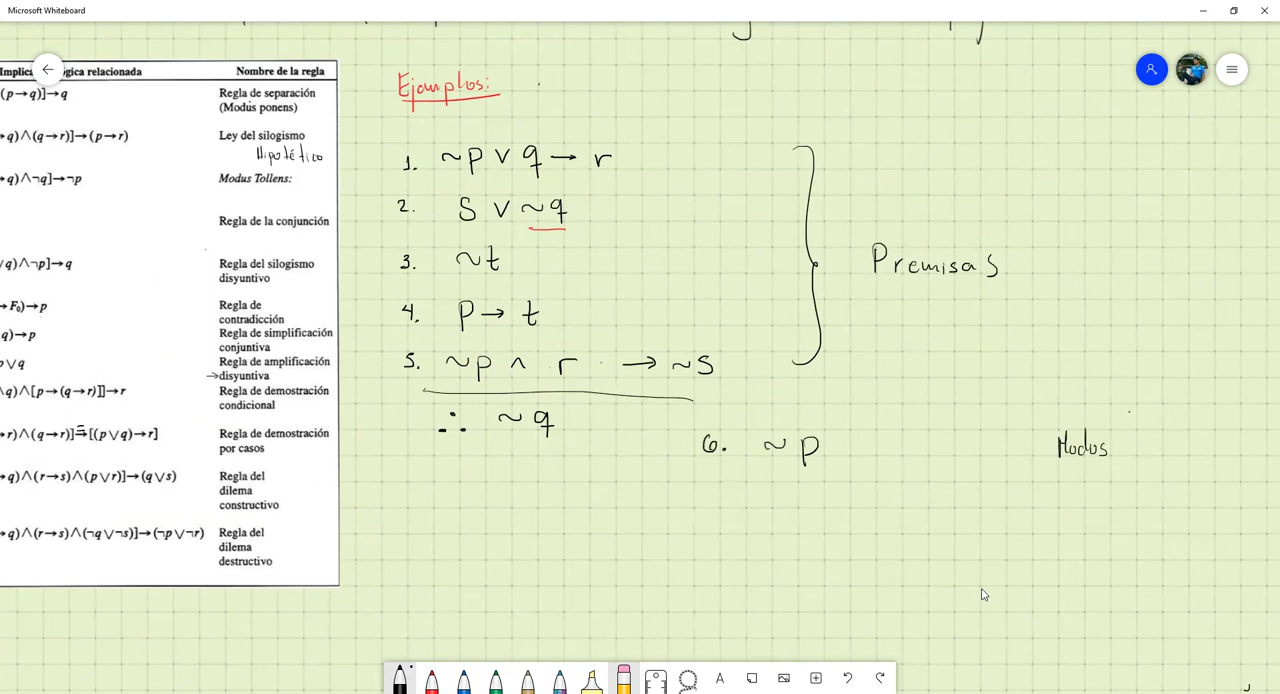 Microsoft Whiteboard
Implic gica relacionada Nombre de la regla
(p→q)]→q Regla de separación
(Modus ponens)
→q)∧(q→r)]→(p→r) Ley del silogismo
Hipotético
→q)∧¬q]→¬p Modus Tollens:
Regla de la conjunción
∨q)∧¬p]→q Regla del silogismo
disyuntivo
→F₀)→p Regla de
contradicción
q)→p Regla de simplificación
conjuntiva
p∨q Regla de amplificación
→disyuntiva
∧q)∧[p→(q→r)]]→r Regla de demostración
condicional
→r)∧(q→r)]⇒[(p∨q)→r] Regla de demostración
por casos
→q)∧(r→s)∧(p∨r)]→(q∨s) Regla del
dilema
constructivo
→q)∧(r→s)∧(¬q∨¬s)]→(¬p∨¬r) Regla del
dilema
destructivo
Ejemplos:
1. ~p ∨ q → r
2. S ∨ ~q
3. ~t
4. p → t
5. ~p ∧ r → ~s
∴ ~q
Premisas
6. ~p Modus